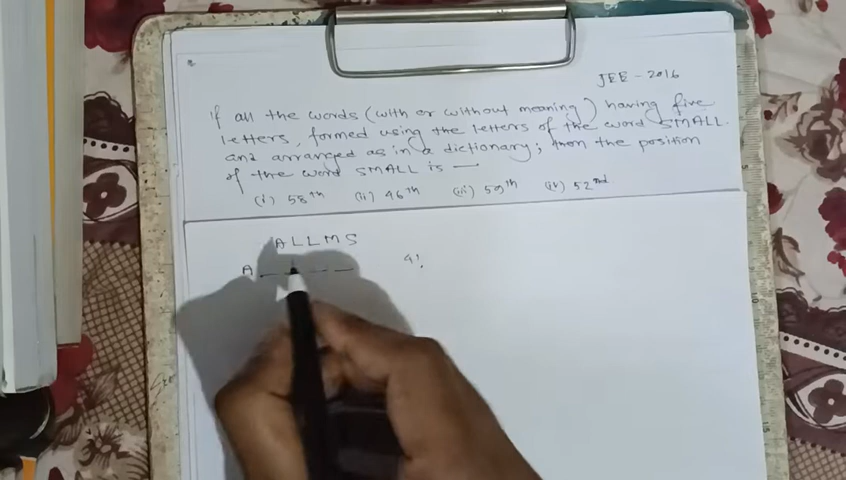 JEE - 2016
If all the words (with or without meaning) having five
letters, formed using the letters of the word SMALL.
and arranged as in a dictionary; then the position
of the word SMALL is —
(i) 58th (ii) 46th (iii) 59th (iv) 52nd
A L L M S
A _ _ _ _ 4!